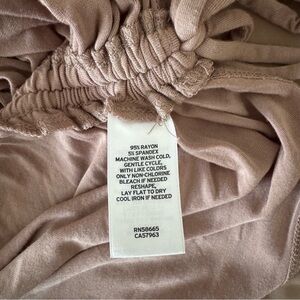 95% RAYON
5% SPANDEX
MACHINE WASH COLD,
GENTLE CYCLE,
WITH LIKE COLORS
ONLY NON-CHLORINE
BLEACH IF NEEDED
RESHAPE,
LAY FLAT TO DRY
COOL IRON IF NEEDED
RN58665
CA57963